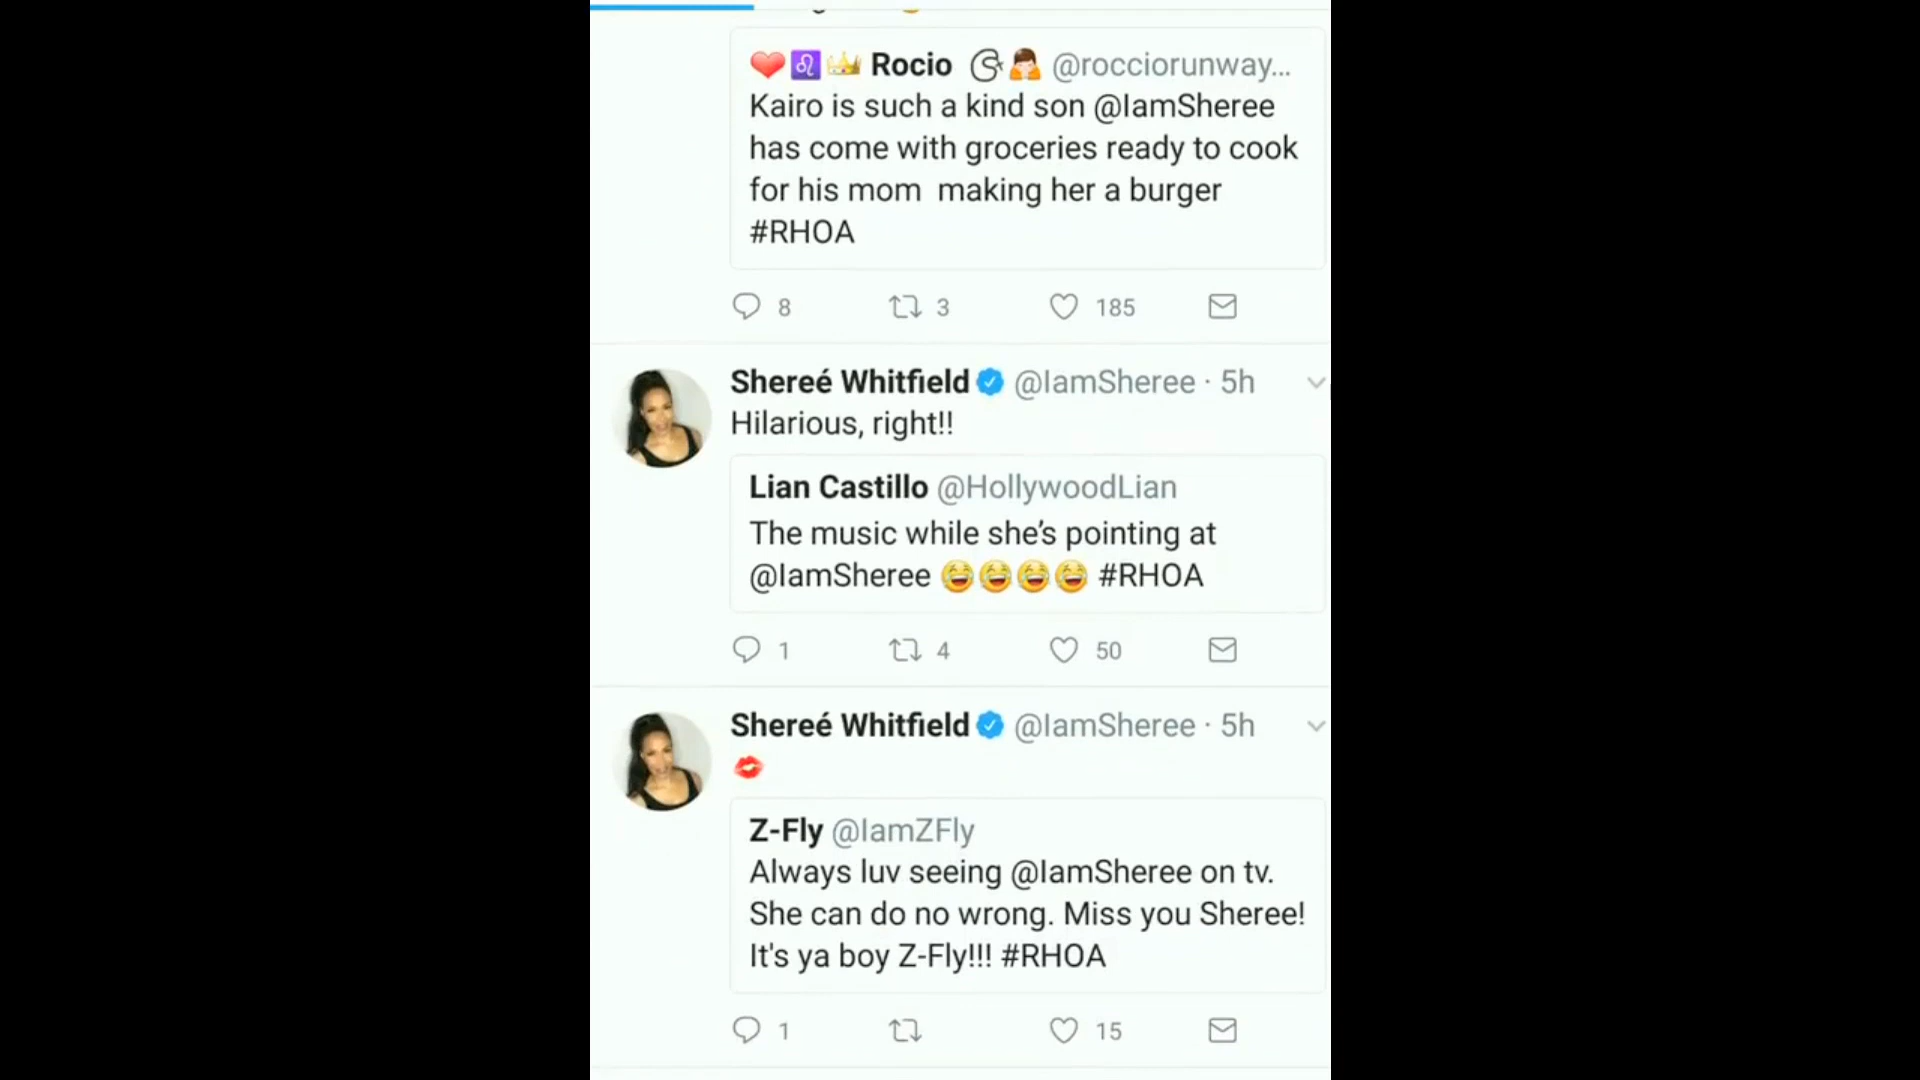 ❤️♌👑 Rocio 🙇 @rocciorunway...
Kairo is such a kind son @IamSheree
has come with groceries ready to cook
for his mom making her a burger
#RHOA
8 3 185
Shereé Whitfield @IamSheree · 5h
Hilarious, right!!
Lian Castillo @HollywoodLian
The music while she's pointing at
@IamSheree 😂😂😂😂 #RHOA
1 4 50
Shereé Whitfield @IamSheree · 5h
💋
Z-Fly @IamZFly
Always luv seeing @IamSheree on tv.
She can do no wrong. Miss you Sheree!
It's ya boy Z-Fly!!! #RHOA
1 15